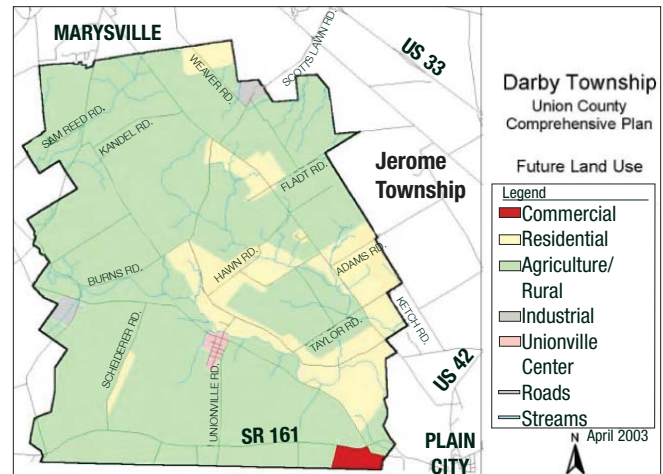 MARYSVILLE
US 33
WEAVER RD.
SCOTTS LAWN RD.
SAM REED RD.
KANDEL RD.
Jerome
Township
FLADT RD.
HAWN RD.
ADAMS RD.
BURNS RD.
KETCH RD.
TAYLOR RD.
SCHEIDERER RD.
UNIONVILLE RD.
US 42
SR 161
PLAIN
CITY
Darby Township
Union County
Comprehensive Plan
Future Land Use
Legend
Commercial
Residential
Agriculture/
Rural
Industrial
Unionville
Center
Roads
Streams
N April 2003